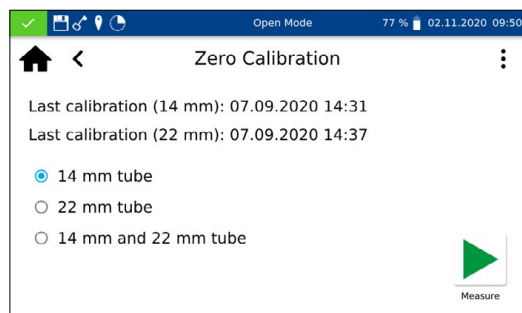 Open Mode 77 % 02.11.2020 09:50
Zero Calibration
Last calibration (14 mm): 07.09.2020 14:31
Last calibration (22 mm): 07.09.2020 14:37
14 mm tube
22 mm tube
14 mm and 22 mm tube
Measure